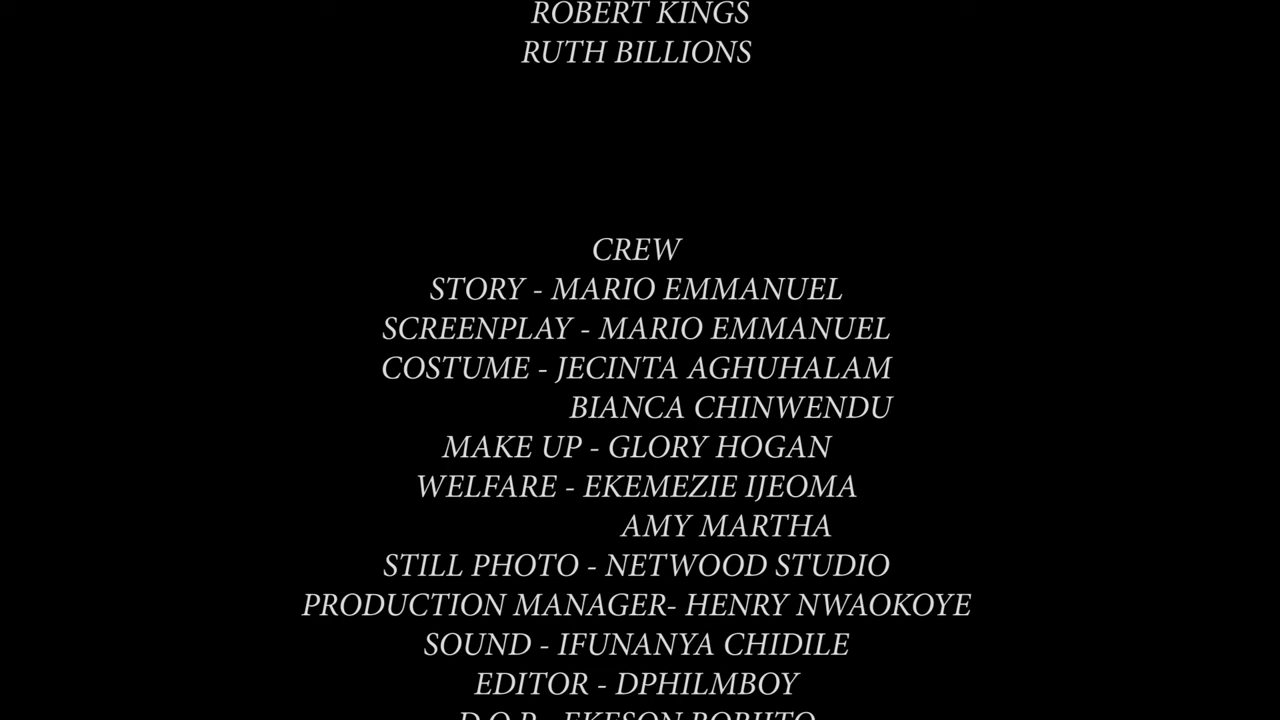 ROBERT KINGS
RUTH BILLIONS
CREW
STORY - MARIO EMMANUEL
SCREENPLAY - MARIO EMMANUEL
COSTUME - JECINTA AGHUHALAM
BIANCA CHINWENDU
MAKE UP - GLORY HOGAN
WELFARE - EKEMEZIE IJEOMA
AMY MARTHA
STILL PHOTO - NETWOOD STUDIO
PRODUCTION MANAGER- HENRY NWAOKOYE
SOUND - IFUNANYA CHIDILE
EDITOR - DPHILMBOY
D.O.P - EKESON